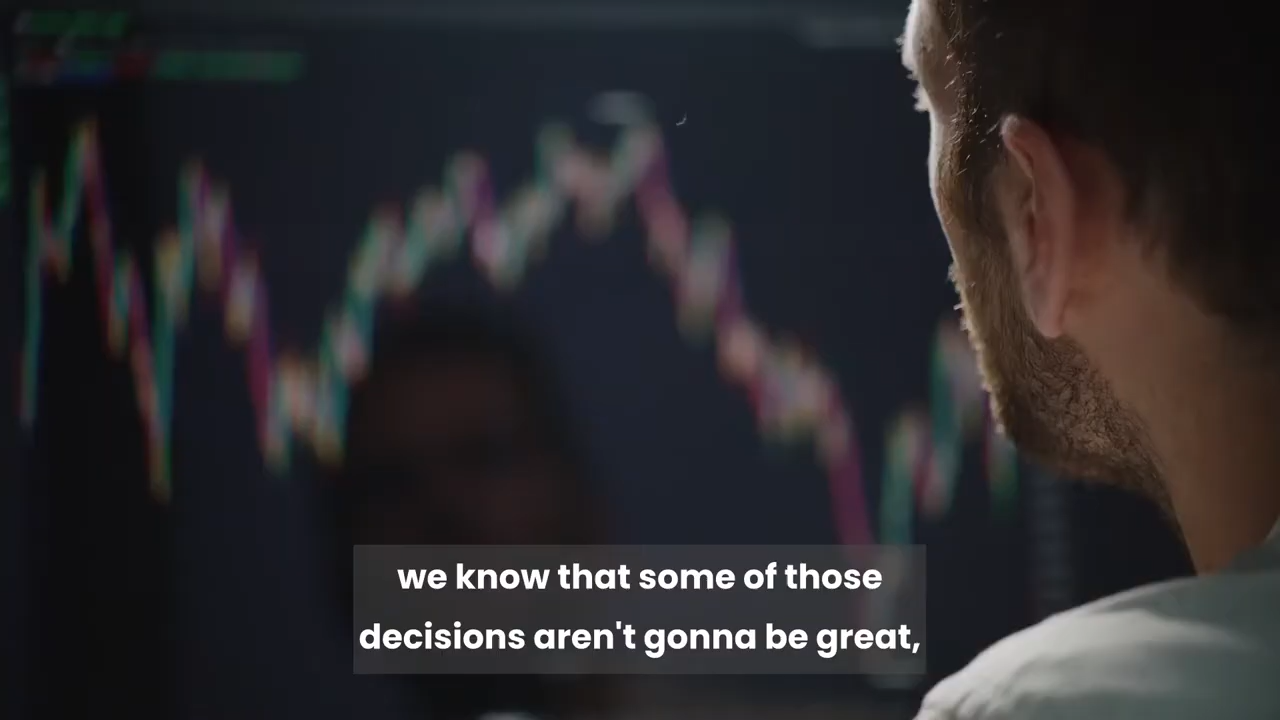 we know that some of those
decisions aren't gonna be great,